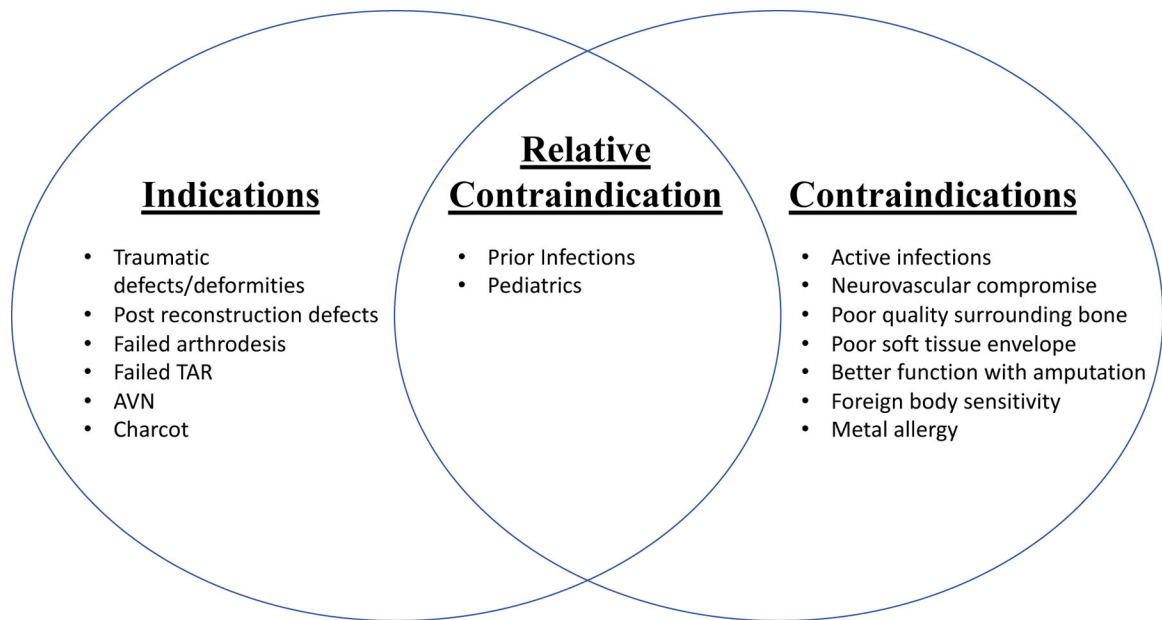 Indications
• Traumatic
defects/deformities
• Post reconstruction defects
• Failed arthrodesis
• Failed TAR
• AVN
• Charcot
Relative
Contraindication
• Prior Infections
• Pediatrics
Contraindications
• Active infections
• Neurovascular compromise
• Poor quality surrounding bone
• Poor soft tissue envelope
• Better function with amputation
• Foreign body sensitivity
• Metal allergy